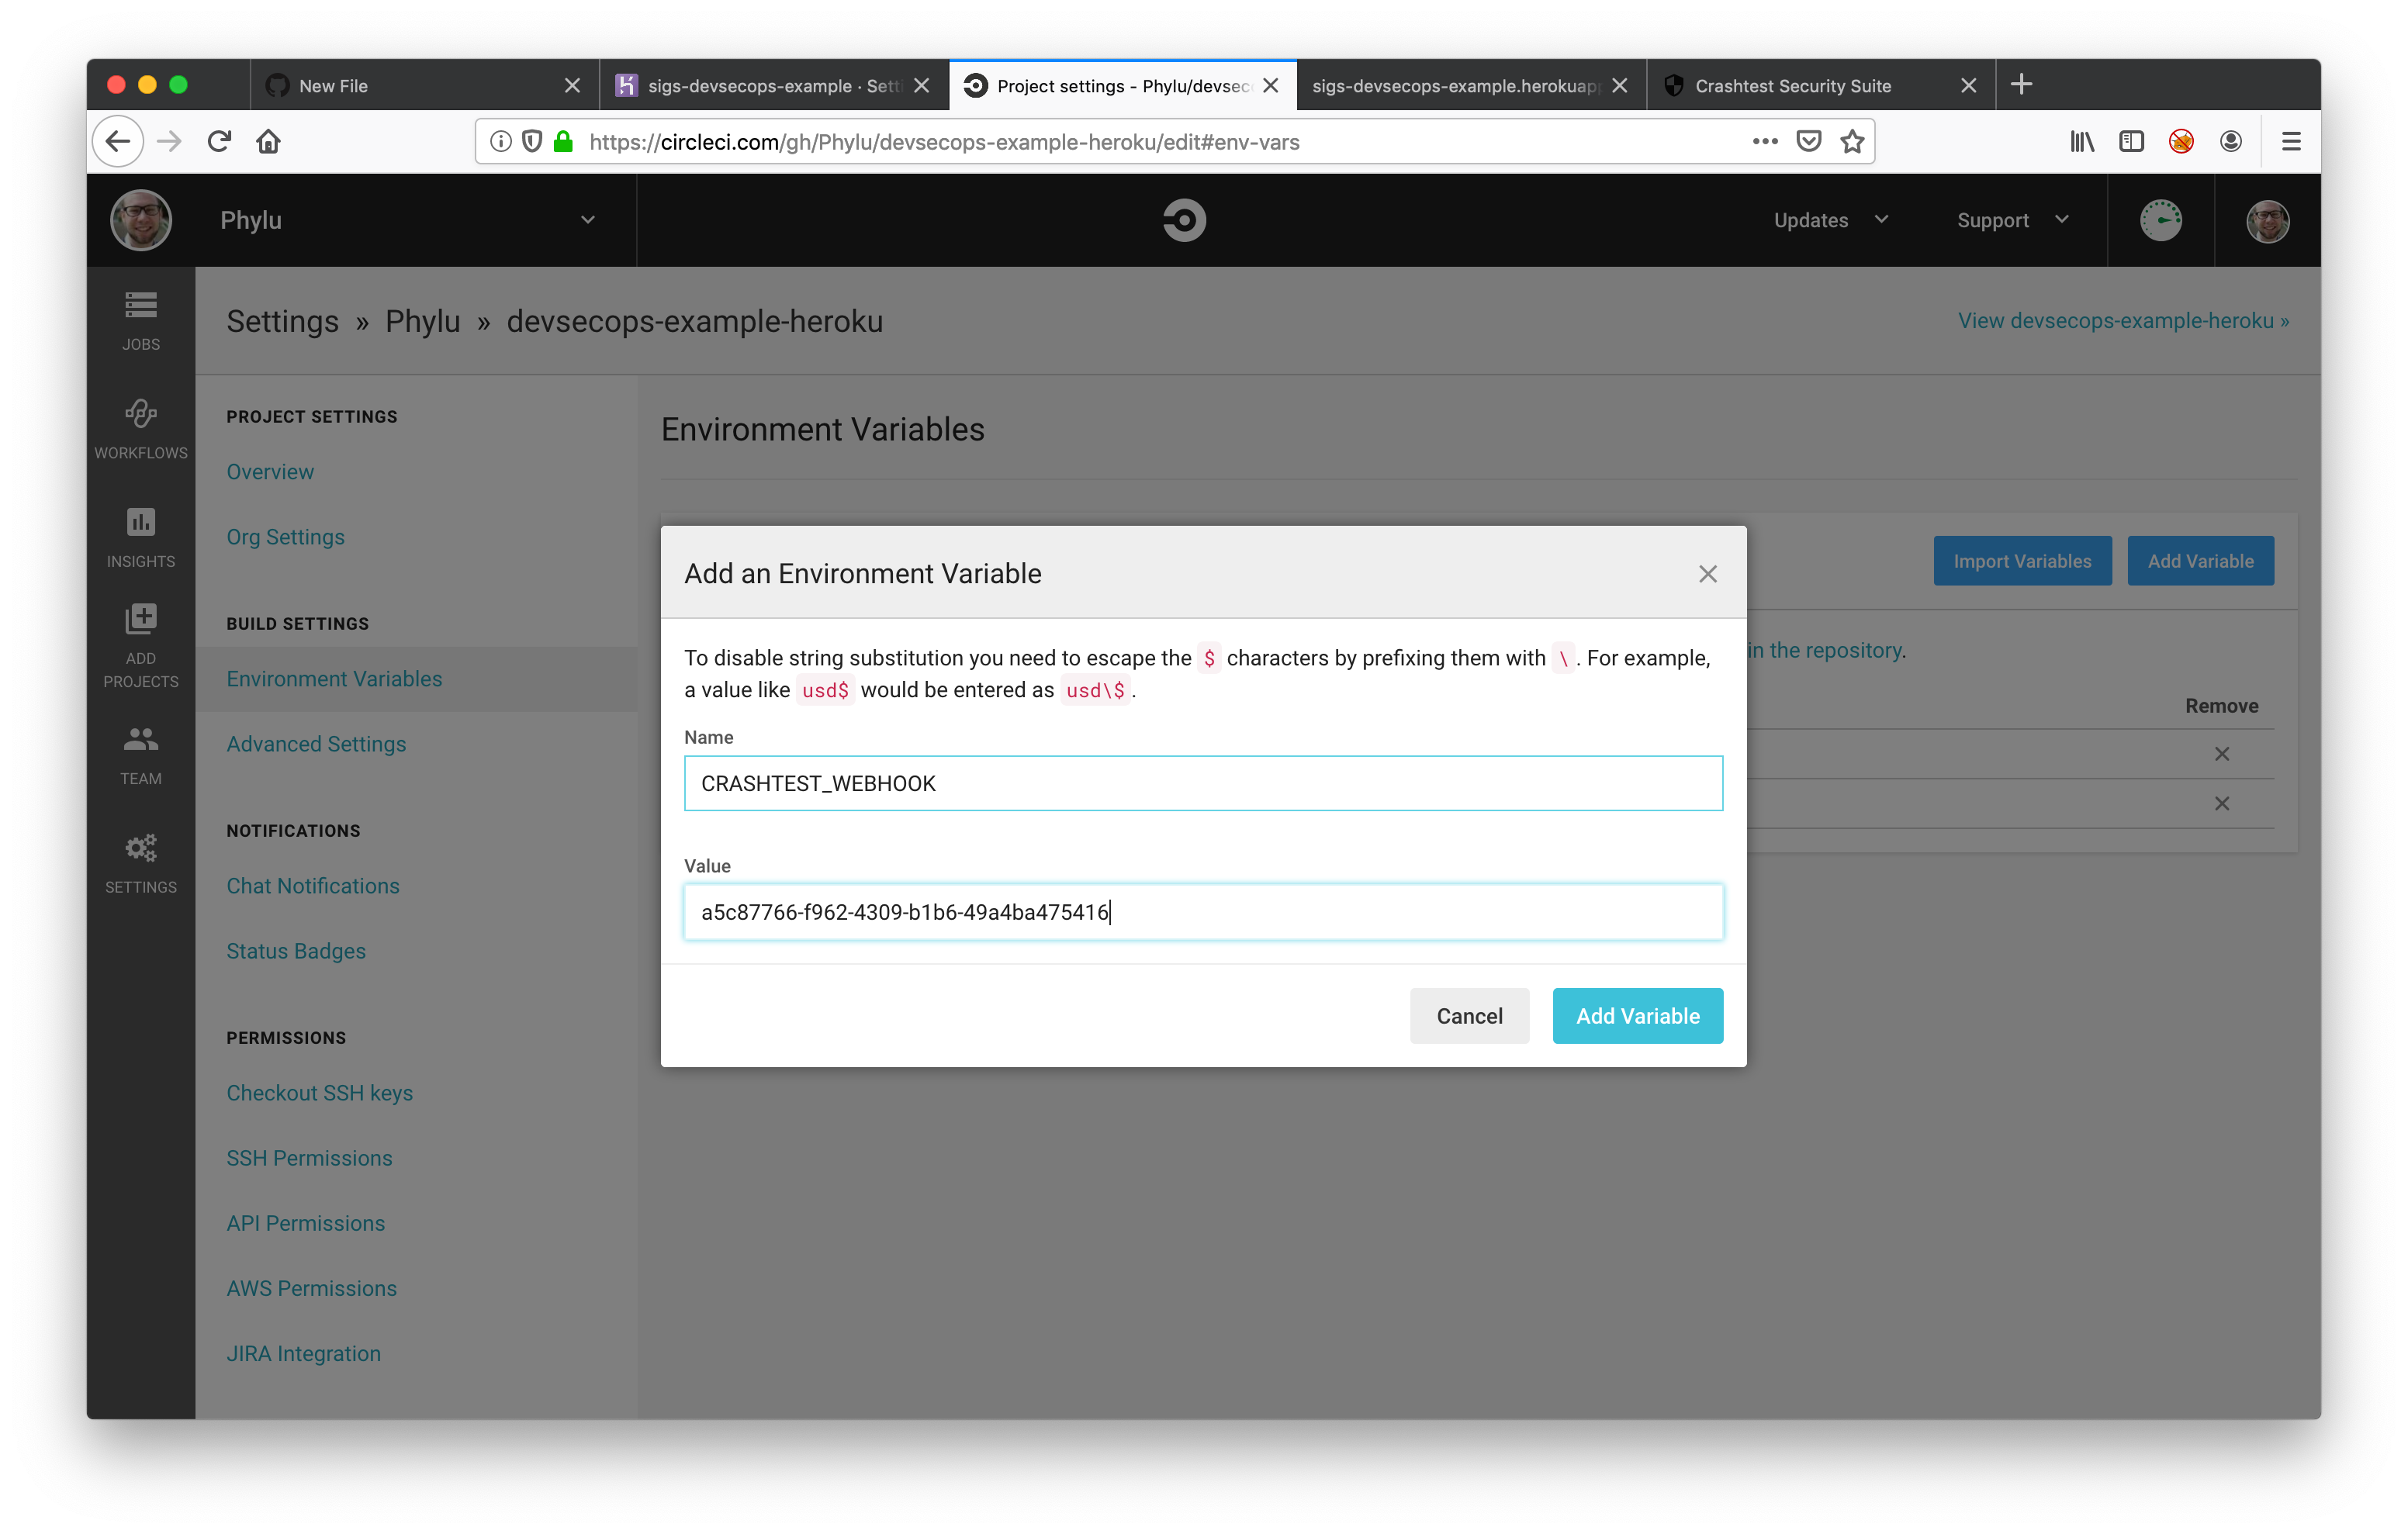 New File
sigs-devsecops-example · Sett
Project settings - Phylu/devsec
sigs-devsecops-example.herokuap
Crashtest Security Suite
https://circleci.com/gh/Phylu/devsecops-example-heroku/edit#env-vars
Phylu
Updates
Support
Settings » Phylu » devsecops-example-heroku
View devsecops-example-heroku »
JOBS
WORKFLOWS
INSIGHTS
ADD
PROJECTS
TEAM
SETTINGS
PROJECT SETTINGS
Overview
Org Settings
BUILD SETTINGS
Environment Variables
Advanced Settings
NOTIFICATIONS
Chat Notifications
Status Badges
PERMISSIONS
Checkout SSH keys
SSH Permissions
API Permissions
AWS Permissions
JIRA Integration
Environment Variables
Import Variables
Add Variable
in the repository.
Remove
Add an Environment Variable
To disable string substitution you need to escape the $ characters by prefixing them with \. For example,
a value like usd$ would be entered as usd\$.
Name
CRASHTEST_WEBHOOK
Value
a5c87766-f962-4309-b1b6-49a4ba475416
Cancel
Add Variable